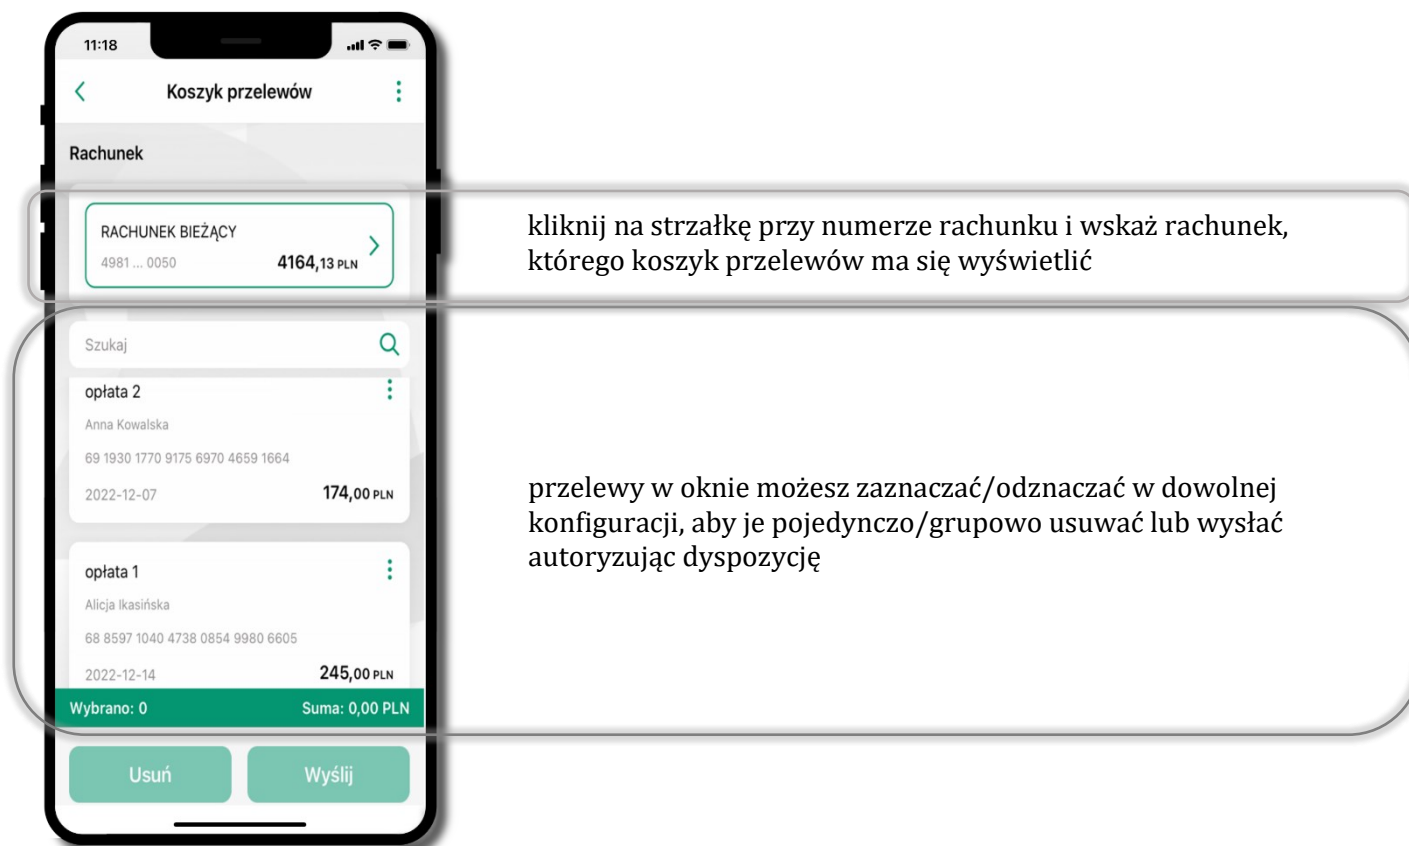 11:18
Koszyk przelewów
Rachunek
RACHUNEK BIEŻĄCY
4981 ... 0050
4164,13 PLN
kliknij na strzałkę przy numerze rachunku i wskaż rachunek,
którego koszyk przelewów ma się wyświetlić
Szukaj
opłata 2
Anna Kowalska
69 1930 1770 9175 6970 4659 1664
2022-12-07
174,00 PLN
przelewy w oknie możesz zaznaczać/odznaczać w dowolnej
konfiguracji, aby je pojedynczo/grupowo usuwać lub wysłać
autoryzując dyspozycję
opłata 1
Alicja Ikasińska
68 8597 1040 4738 0854 9980 6605
2022-12-14
245,00 PLN
Wybrano: 0
Suma: 0,00 PLN
Usuń
Wyślij